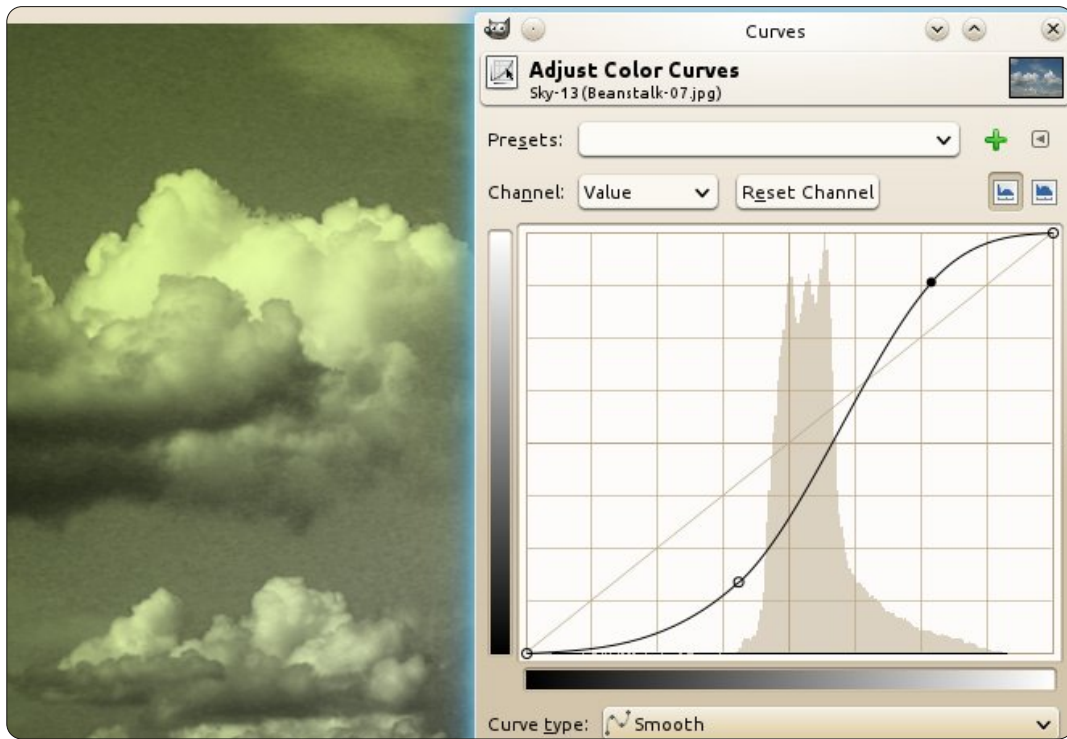 Curves
Adjust Color Curves
Sky-13 (Beanstalk-07.jpg)
Presets:
Channel: Value Reset Channel
Curve type: Smooth